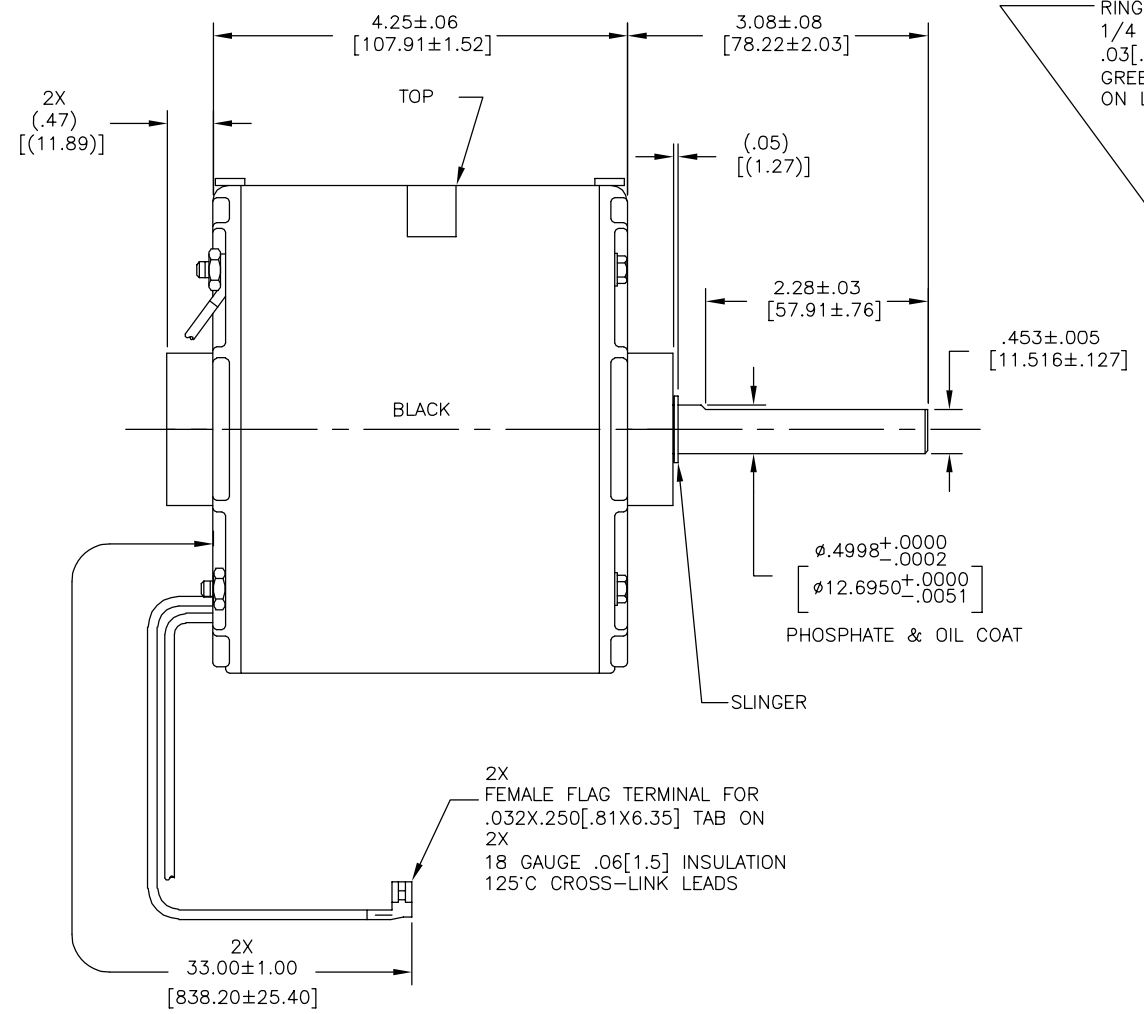 4.25±.06
[107.91±1.52]
3.08±.08
[78.22±2.03]
RING
1/4
.03[.
GREE
ON L
2X
(.47)
[(11.89)]
TOP
(.05)
[(1.27)]
2.28±.03
[57.91±.76]
.453±.005
[11.516±.127]
BLACK
ø.4998+.0000
-.0002
[ø12.6950+.0000
-.0051]
PHOSPHATE & OIL COAT
SLINGER
2X
FEMALE FLAG TERMINAL FOR
.032X.250[.81X6.35] TAB ON
2X
18 GAUGE .06[1.5] INSULATION
125°C CROSS-LINK LEADS
2X
33.00±1.00
[838.20±25.40]